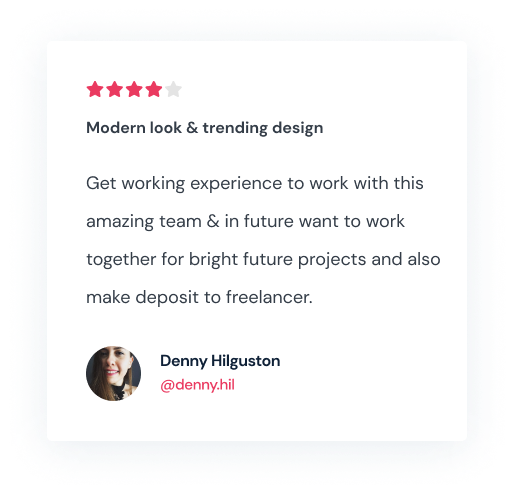 Modern look & trending design
Get working experience to work with this
amazing team & in future want to work
together for bright future projects and also
make deposit to freelancer.
Denny Hilguston
@denny.hil